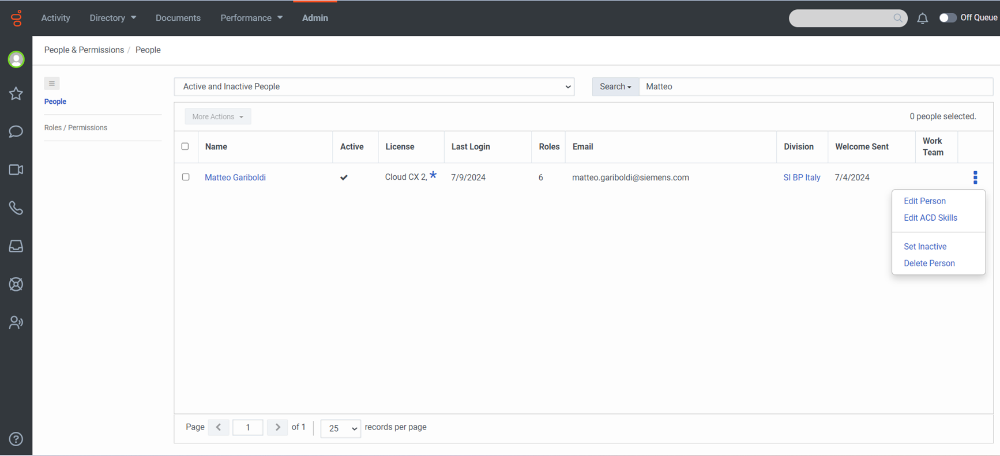 Activity Directory Documents Performance Admin Off Queue
People & Permissions / People
Active and Inactive People Search Matteo
People
More Actions 0 people selected.
Roles / Permissions
Name Active License Last Login Roles Email Division Welcome Sent Work Team
Matteo Gariboldi Cloud CX 2, * 7/9/2024 6 matteo.gariboldi@siemens.com SI BP Italy 7/4/2024
Edit Person
Edit ACD Skills
Set Inactive
Delete Person
Page 1 of 1 25 records per page